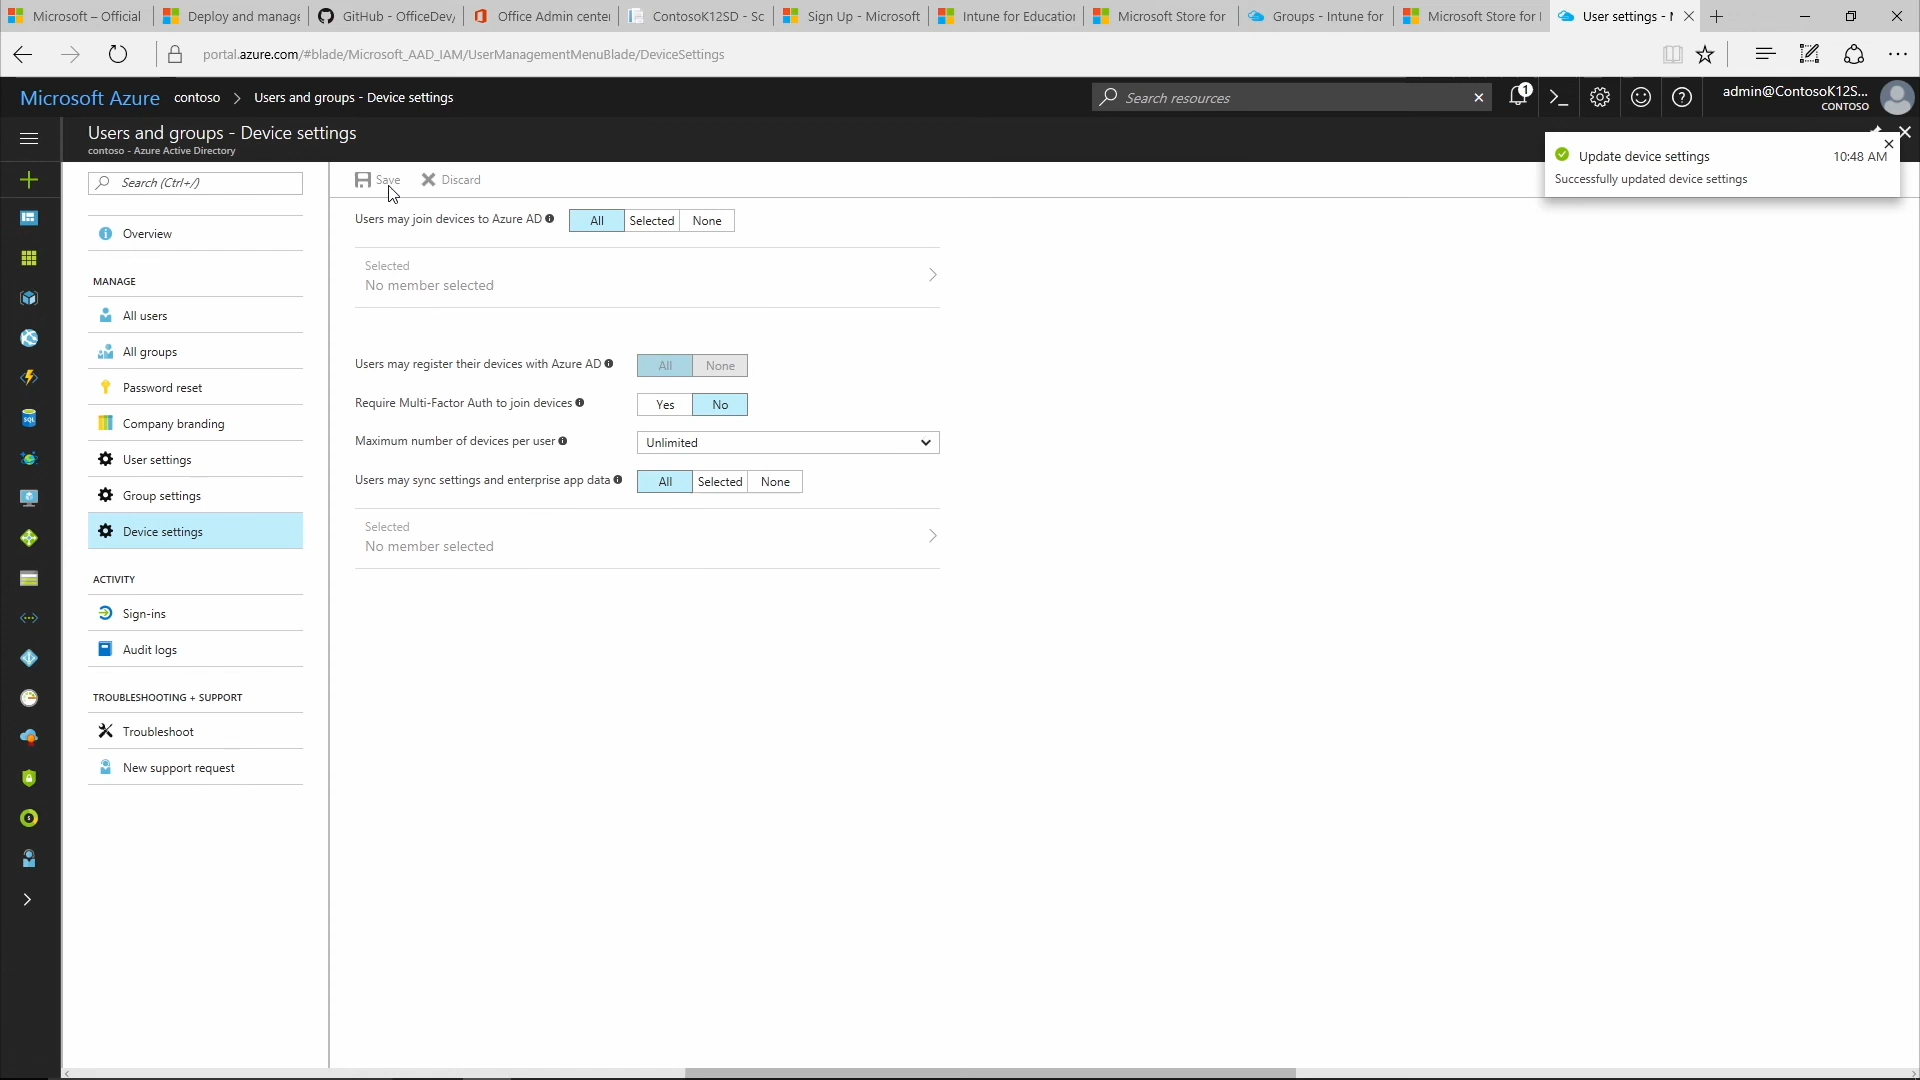 Microsoft – Official
Deploy and manage
GitHub - OfficeDev/
Office Admin center
ContosoK12SD - Sc
Sign Up - Microsoft
Intune for Education
Microsoft Store for
Groups - Intune for
Microsoft Store for
User settings -
portal.azure.com/#blade/Microsoft_AAD_IAM/UserManagementMenuBlade/DeviceSettings
Microsoft Azure contoso > Users and groups - Device settings
Search resources
1
admin@ContosoK12S...
CONTOSO
Users and groups - Device settings
contoso - Azure Active Directory
Update device settings 10:48 AM
Successfully updated device settings
Search (Ctrl+/)
Overview
MANAGE
All users
All groups
Password reset
Company branding
User settings
Group settings
Device settings
ACTIVITY
Sign-ins
Audit logs
TROUBLESHOOTING + SUPPORT
Troubleshoot
New support request
Save Discard
Users may join devices to Azure AD All Selected None
Selected
No member selected
Users may register their devices with Azure AD All None
Require Multi-Factor Auth to join devices Yes No
Maximum number of devices per user Unlimited
Users may sync settings and enterprise app data All Selected None
Selected
No member selected
SQL